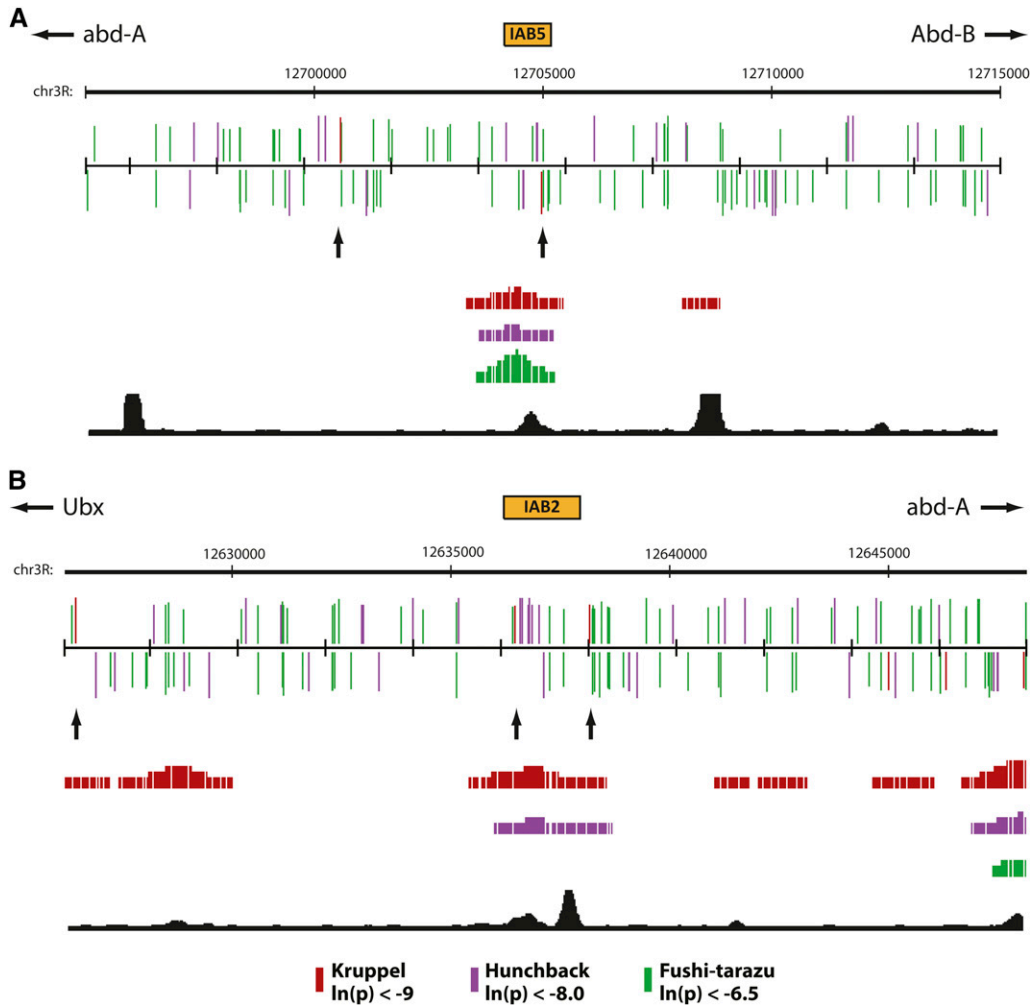 A
abd-A
IAB5
Abd-B
12700000 12705000 12710000 12715000
chr3R:
B
Ubx
IAB2
abd-A
12630000 12635000 12640000 12645000
chr3R:
Kruppel
ln(p) < -9
Hunchback
ln(p) < -8.0
Fushi-tarazu
ln(p) < -6.5